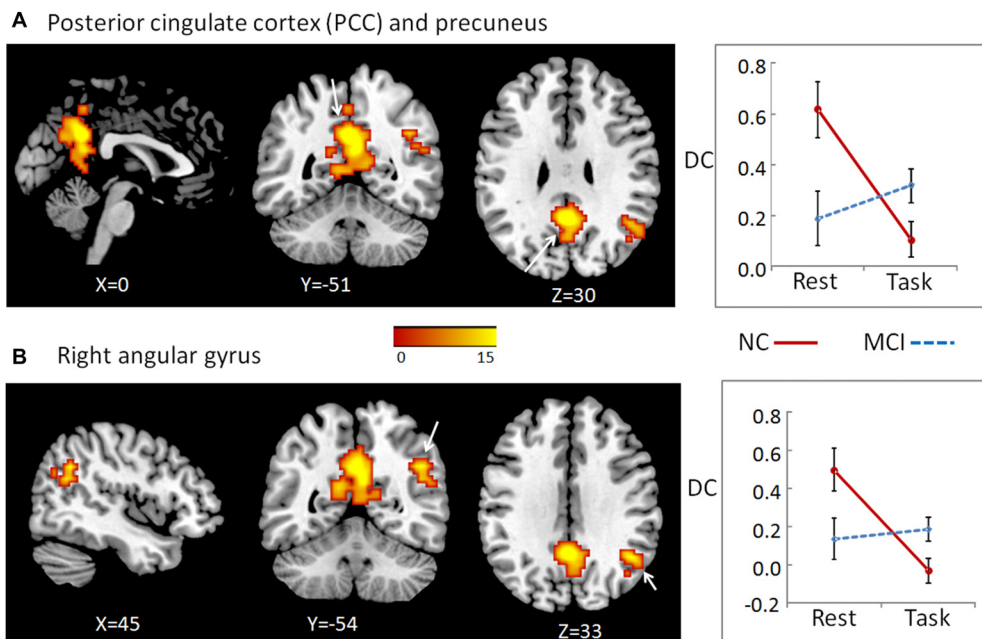 A Posterior cingulate cortex (PCC) and precuneus
X=0 Y=-51 Z=30
DC
0.8
0.6
0.4
0.2
0.0
Rest Task
NC MCI
0 15
B Right angular gyrus
X=45 Y=-54 Z=33
DC
0.8
0.6
0.4
0.2
0.0
-0.2
Rest Task